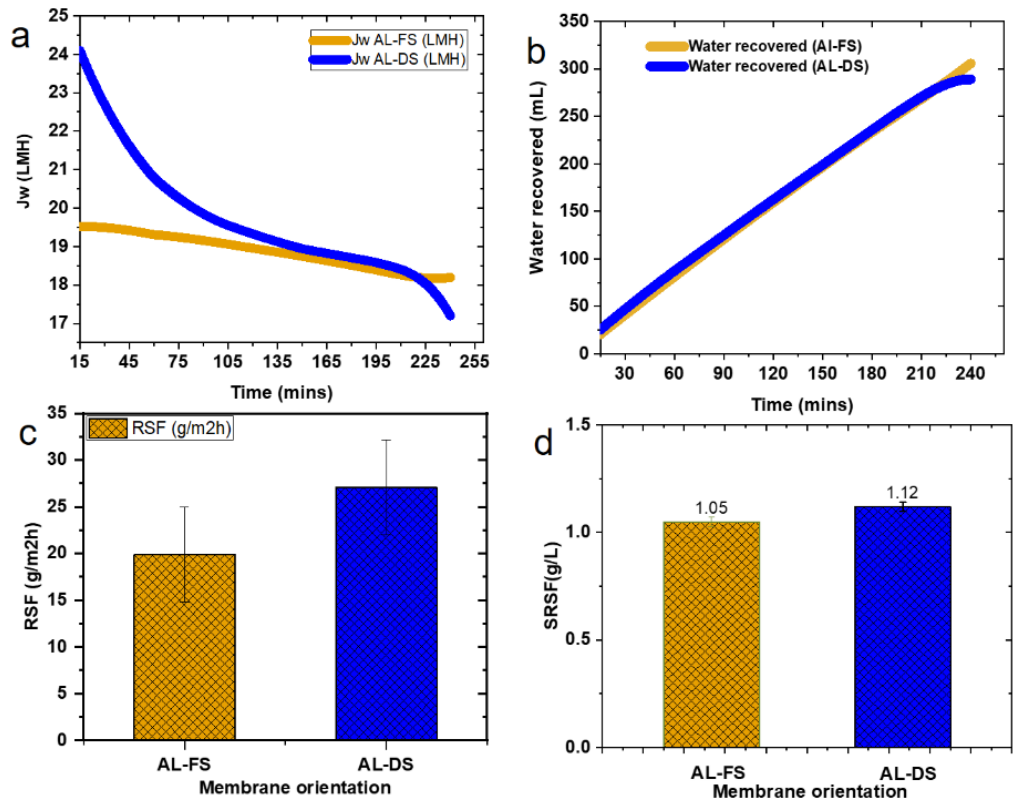 a
Jw AL-FS (LMH)
Jw AL-DS (LMH)
25
24
23
22
21
20
19
18
17
Jw (LMH)
15 45 75 105 135 165 195 225 255
Time (mins)
b
Water recovered (Al-FS)
Water recovered (AL-DS)
350
300
250
200
150
100
50
0
Water recovered (mL)
30 60 90 120 150 180 210 240
Time (mins)
c
RSF (g/m2h)
35
30
25
20
15
10
5
0
RSF (g/m2h)
AL-FS AL-DS
Membrane orientation
d
1.5
1.0
0.5
0.0
SRSF(g/L)
1.05
1.12
AL-FS AL-DS
Membrane orientation